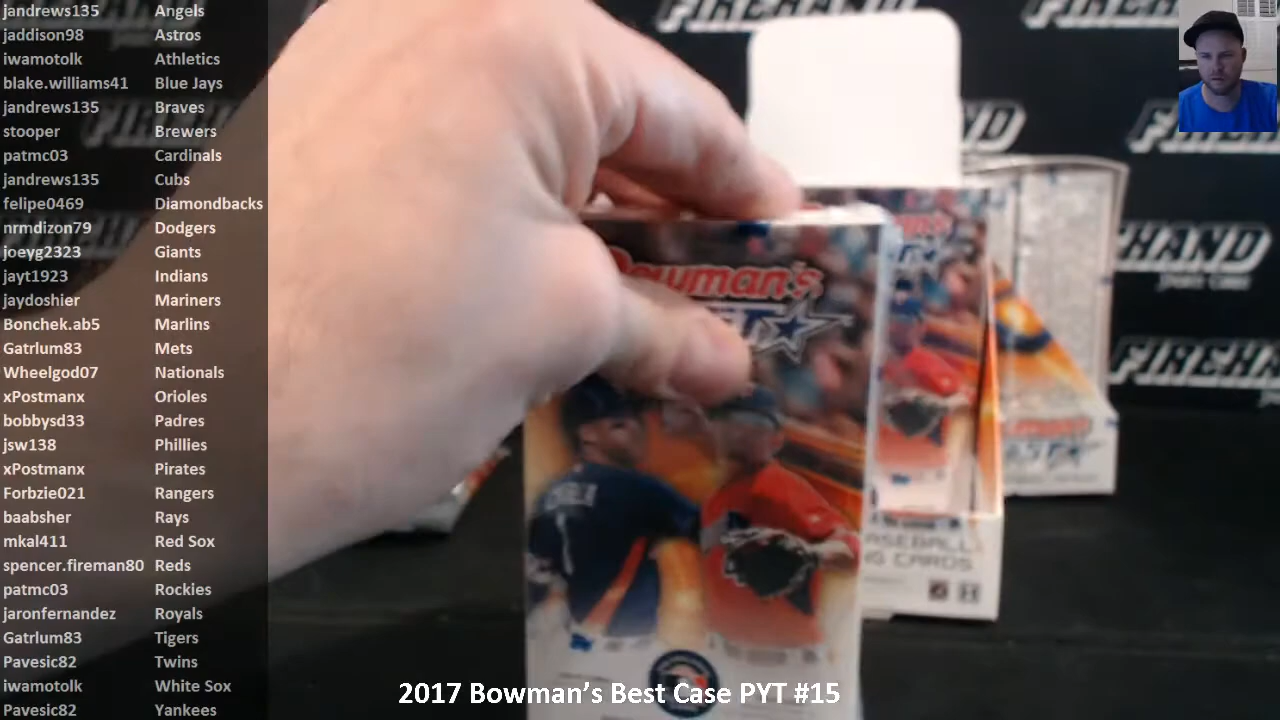 jandrews135 Angels
jaddison98 Astros
iwamotolk Athletics
blake.williams41 Blue Jays
jandrews135 Braves
stooper Brewers
patmc03 Cardinals
jandrews135 Cubs
felipe0469 Diamondbacks
nrmdizon79 Dodgers
joeyg2323 Giants
jayt1923 Indians
jaydoshier Mariners
Bonchek.ab5 Marlins
Gatrlum83 Mets
Wheelgod07 Nationals
xPostmanx Orioles
bobbysd33 Padres
jsw138 Phillies
xPostmanx Pirates
Forbzie021 Rangers
baabsher Rays
mkal411 Red Sox
spencer.fireman80 Reds
patmc03 Rockies
jaronfernandez Royals
Gatrlum83 Tigers
Pavesic82 Twins
iwamotolk White Sox
Pavesic82 Yankees
FIREHAND
FIREHAND
Bowman's
2017 Bowman's Best Case PYT #15